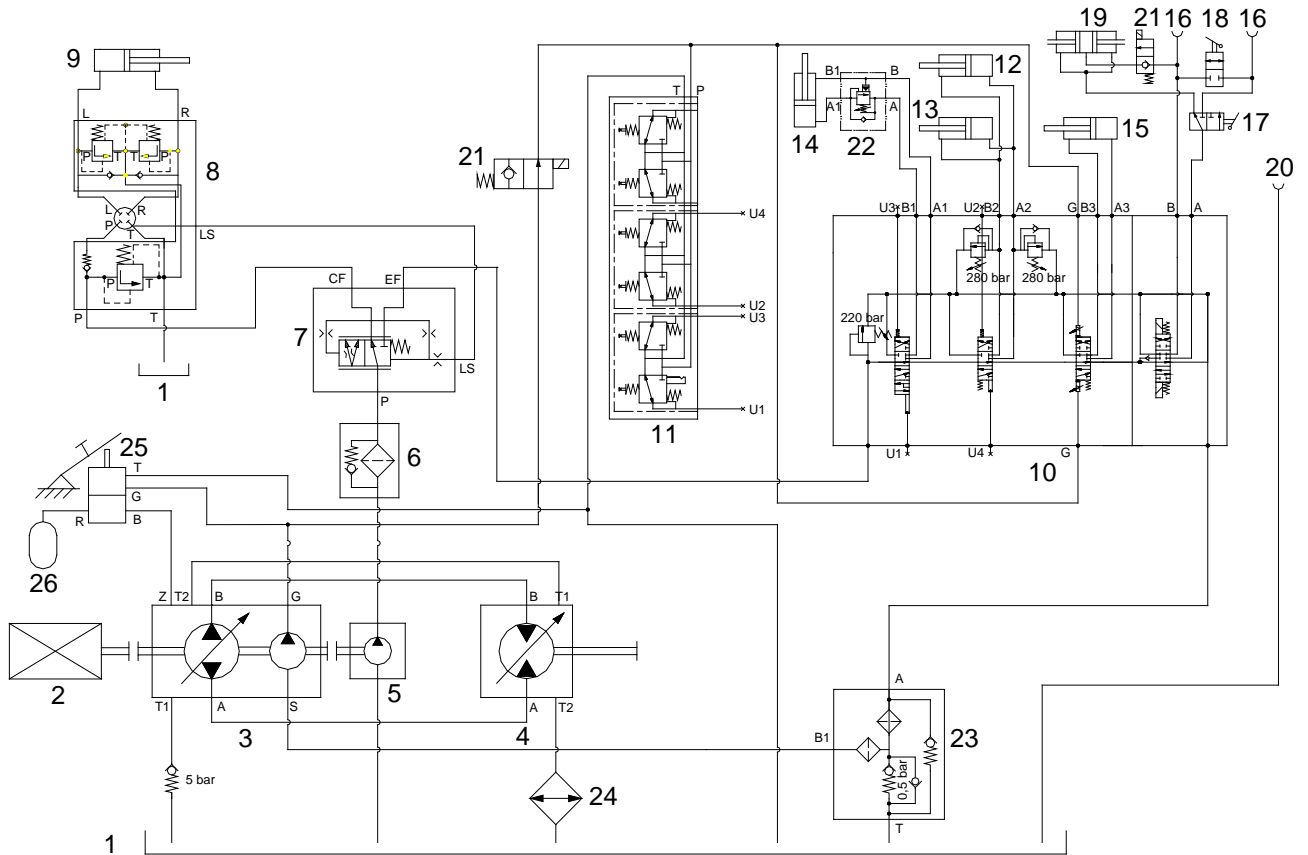 19 21 16 18 16
9
12
B1 B
T P
L R
A1 A
13
14 22
15
17
21
8
P T T P
20
L R
P T
LS
U4
U3 B1 A1 U2 B2 A2 G B3 A3 B A
P T
CF EF
280 bar 280 bar
U2
U3
220 bar
7
P T
LS
1
P
U1
11
25
T
6
U1 U4 10 G
G
R B
26
Z T2 B G
B T1
2
5
A
T1 A S
3
A T2
4
B1
23
5 bar
0,5 bar
24
T
1